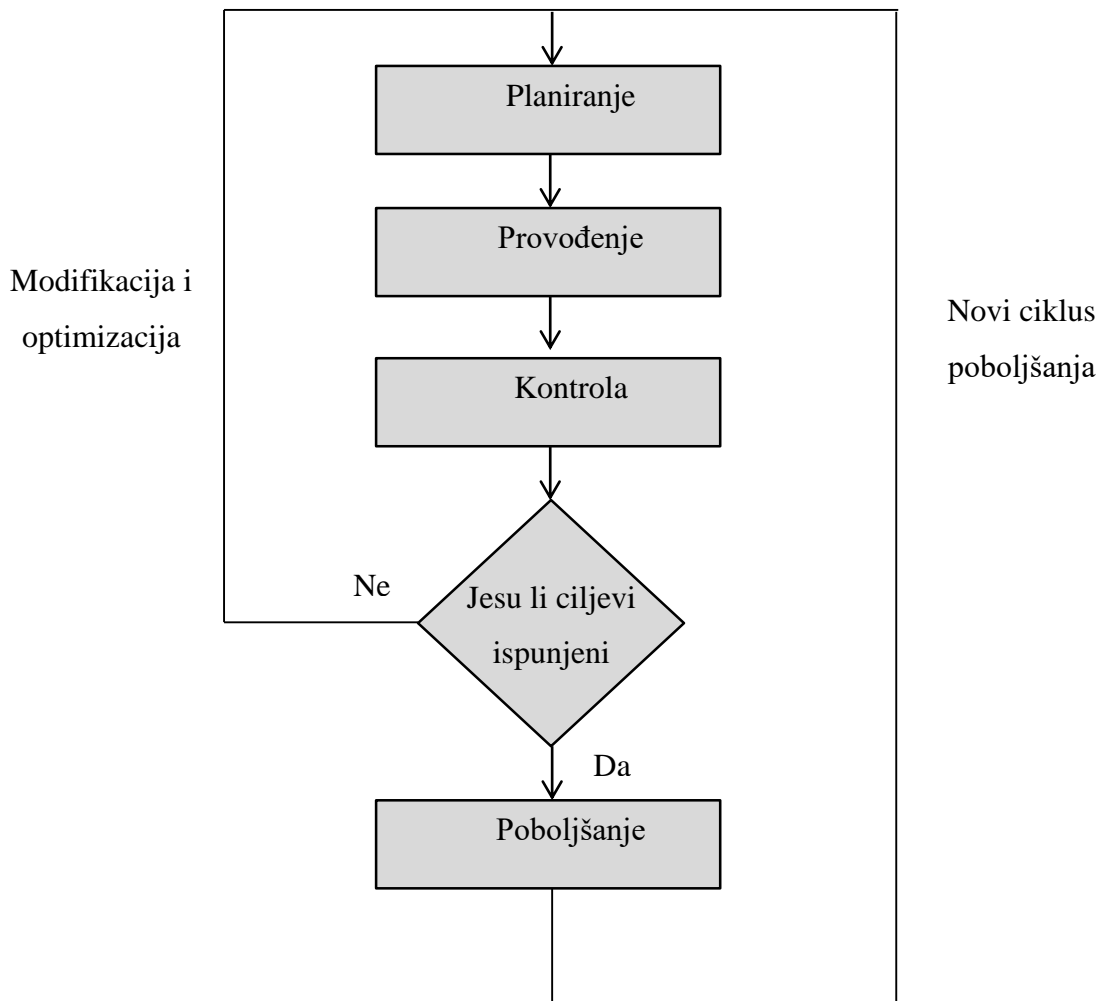 Planiranje
Provođenje
Modifikacija i
optimizacija
Novi ciklus
poboljšanja
Kontrola
Ne
Jesu li ciljevi
ispunjeni
Da
Poboljšanje